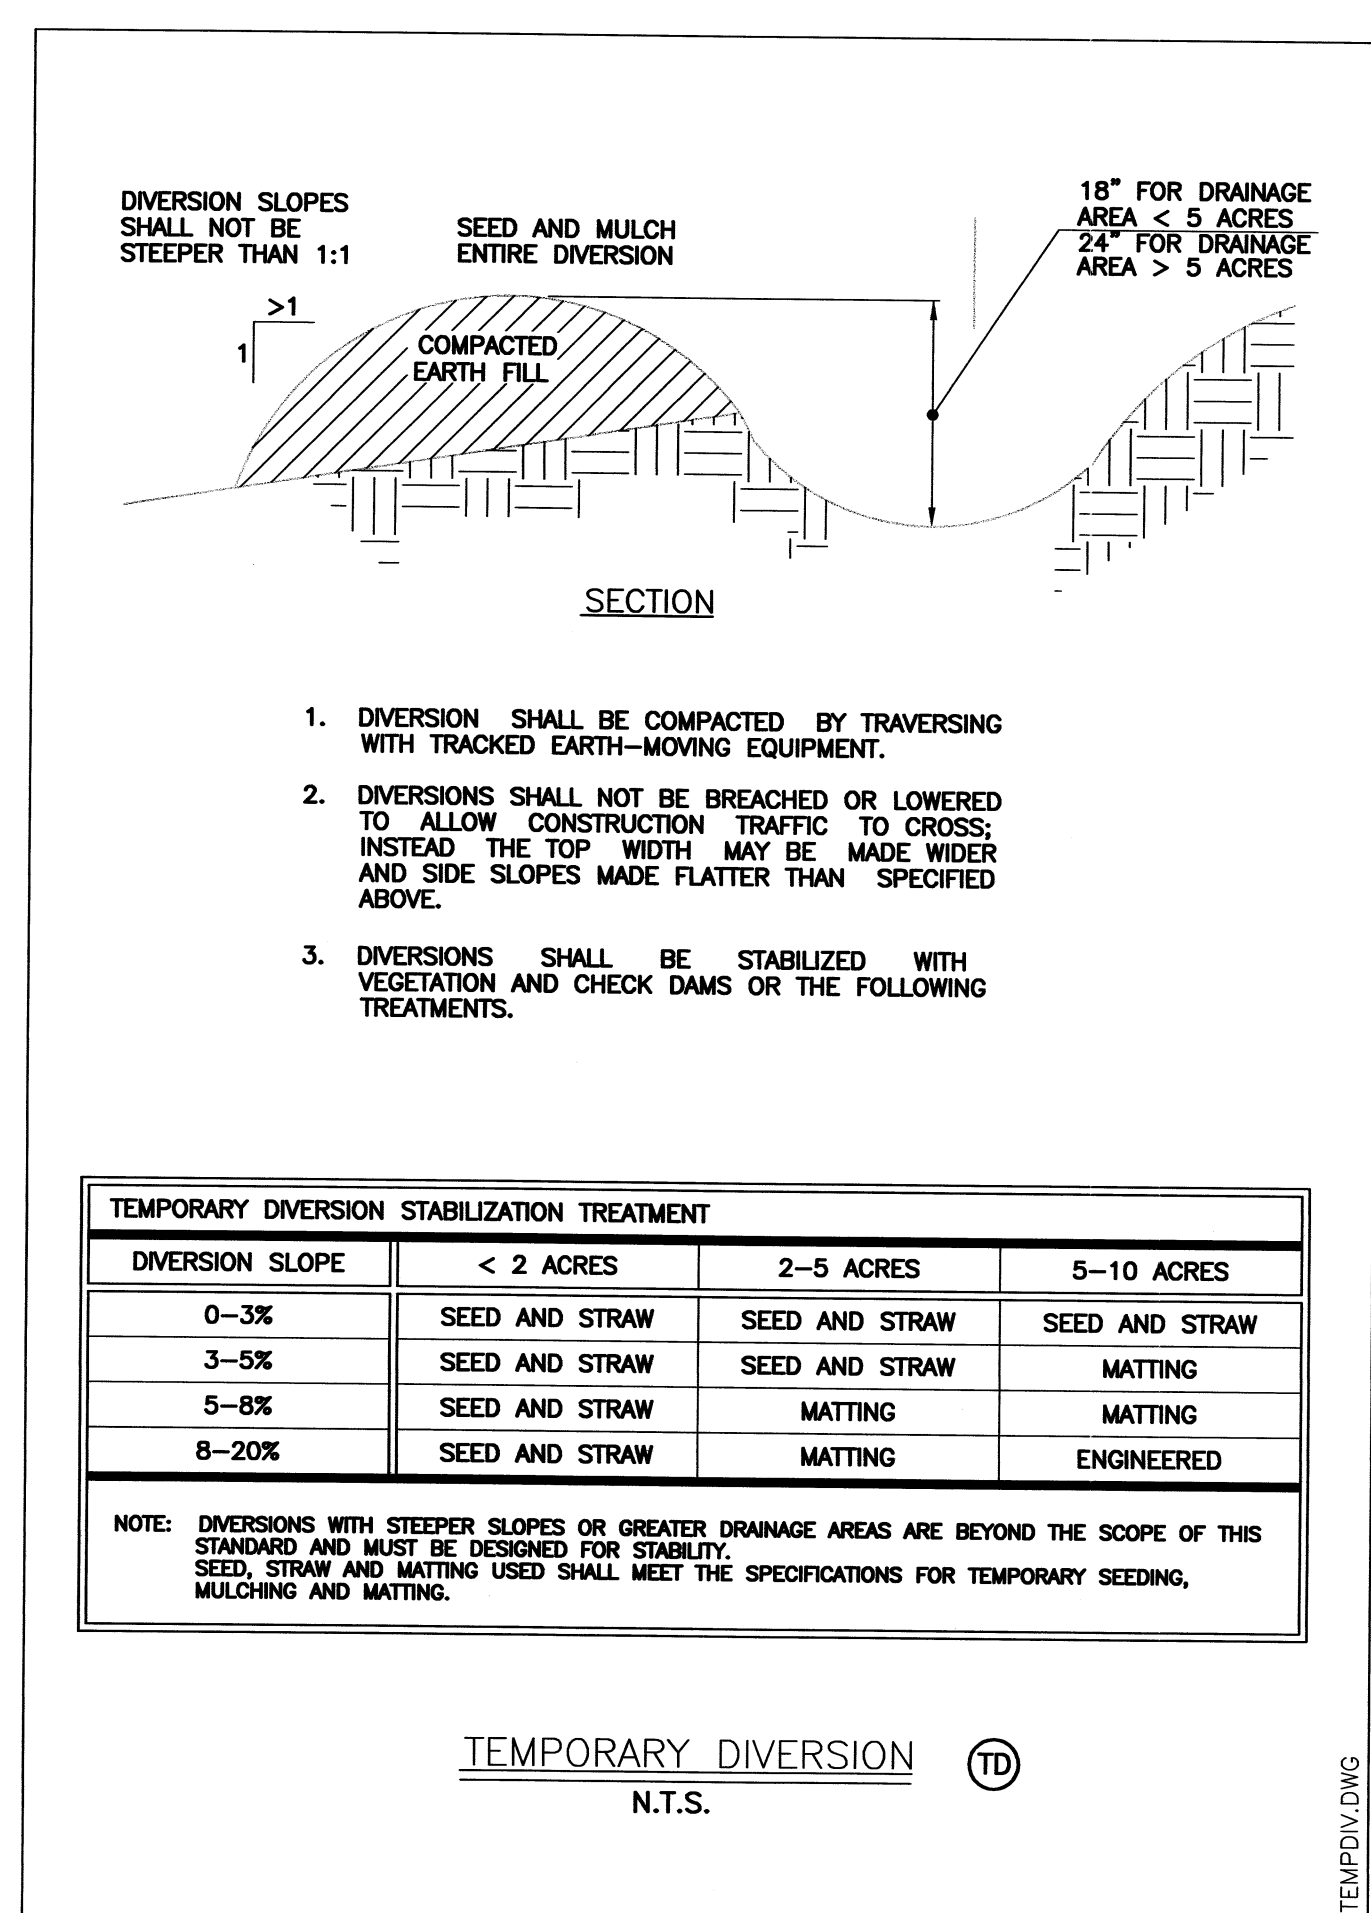 DIVERSION SLOPES
SHALL NOT BE
STEEPER THAN 1:1
SEED AND MULCH
ENTIRE DIVERSION
18" FOR DRAINAGE
AREA < 5 ACRES
24" FOR DRAINAGE
AREA > 5 ACRES
>1
1
COMPACTED
EARTH FILL
SECTION
1. DIVERSION SHALL BE COMPACTED BY TRAVERSING
WITH TRACKED EARTH-MOVING EQUIPMENT.
2. DIVERSIONS SHALL NOT BE BREACHED OR LOWERED
TO ALLOW CONSTRUCTION TRAFFIC TO CROSS;
INSTEAD THE TOP WIDTH MAY BE MADE WIDER
AND SIDE SLOPES MADE FLATTER THAN SPECIFIED
ABOVE.
3. DIVERSIONS SHALL BE STABILIZED WITH
VEGETATION AND CHECK DAMS OR THE FOLLOWING
TREATMENTS.
TEMPORARY DIVERSION STABILIZATION TREATMENT
DIVERSION SLOPE < 2 ACRES 2-5 ACRES 5-10 ACRES
0-3% SEED AND STRAW SEED AND STRAW SEED AND STRAW
3-5% SEED AND STRAW SEED AND STRAW MATTING
5-8% SEED AND STRAW MATTING MATTING
8-20% SEED AND STRAW MATTING ENGINEERED
NOTE: DIVERSIONS WITH STEEPER SLOPES OR GREATER DRAINAGE AREAS ARE BEYOND THE SCOPE OF THIS
STANDARD AND MUST BE DESIGNED FOR STABILITY.
SEED, STRAW AND MATTING USED SHALL MEET THE SPECIFICATIONS FOR TEMPORARY SEEDING,
MULCHING AND MATTING.
TEMPORARY DIVERSION TD
N.T.S.
TEMPDIV.DWG